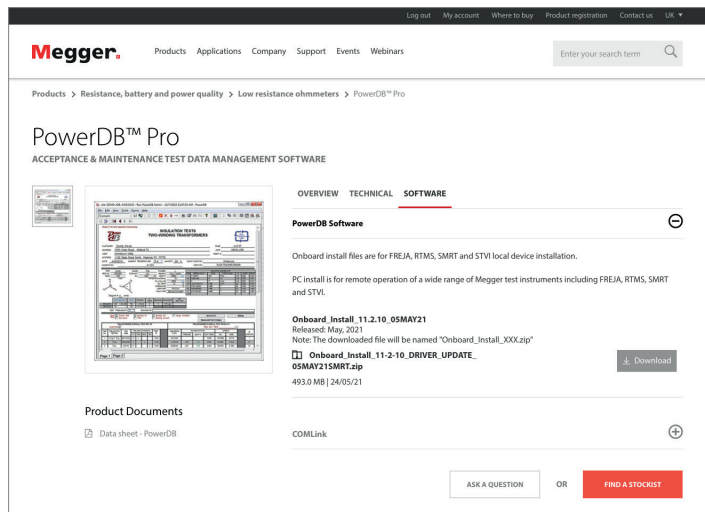 Log out My account Where to buy Product registration Contact us UK
Megger.
Products Applications Company Support Events Webinars
Enter your search term
Products > Resistance, battery and power quality > Low resistance ohmmeters > PowerDB™ Pro
PowerDB™ Pro
ACCEPTANCE & MAINTENANCE TEST DATA MANAGEMENT SOFTWARE
OVERVIEW TECHNICAL SOFTWARE
INSULATION TESTS
TWO-WINDING TRANSFORMERS
Page 1 Page 2
PowerDB Software
Onboard install files are for FREJA, RTMS, SMRT and STVI local device installation.
PC install is for remote operation of a wide range of Megger test instruments including FREJA, RTMS, SMRT
and STVI.
Onboard_Install_11.2.10_05MAY21
Released: May, 2021
Note: The downloaded file will be named "Onboard_Install_XXX.zip"
Onboard_Install_11-2-10_DRIVER_UPDATE_
05MAY21SMRT.zip
Download
493.0 MB | 24/05/21
Product Documents
Data sheet - PowerDB
COMLink
ASK A QUESTION OR FIND A STOCKIST